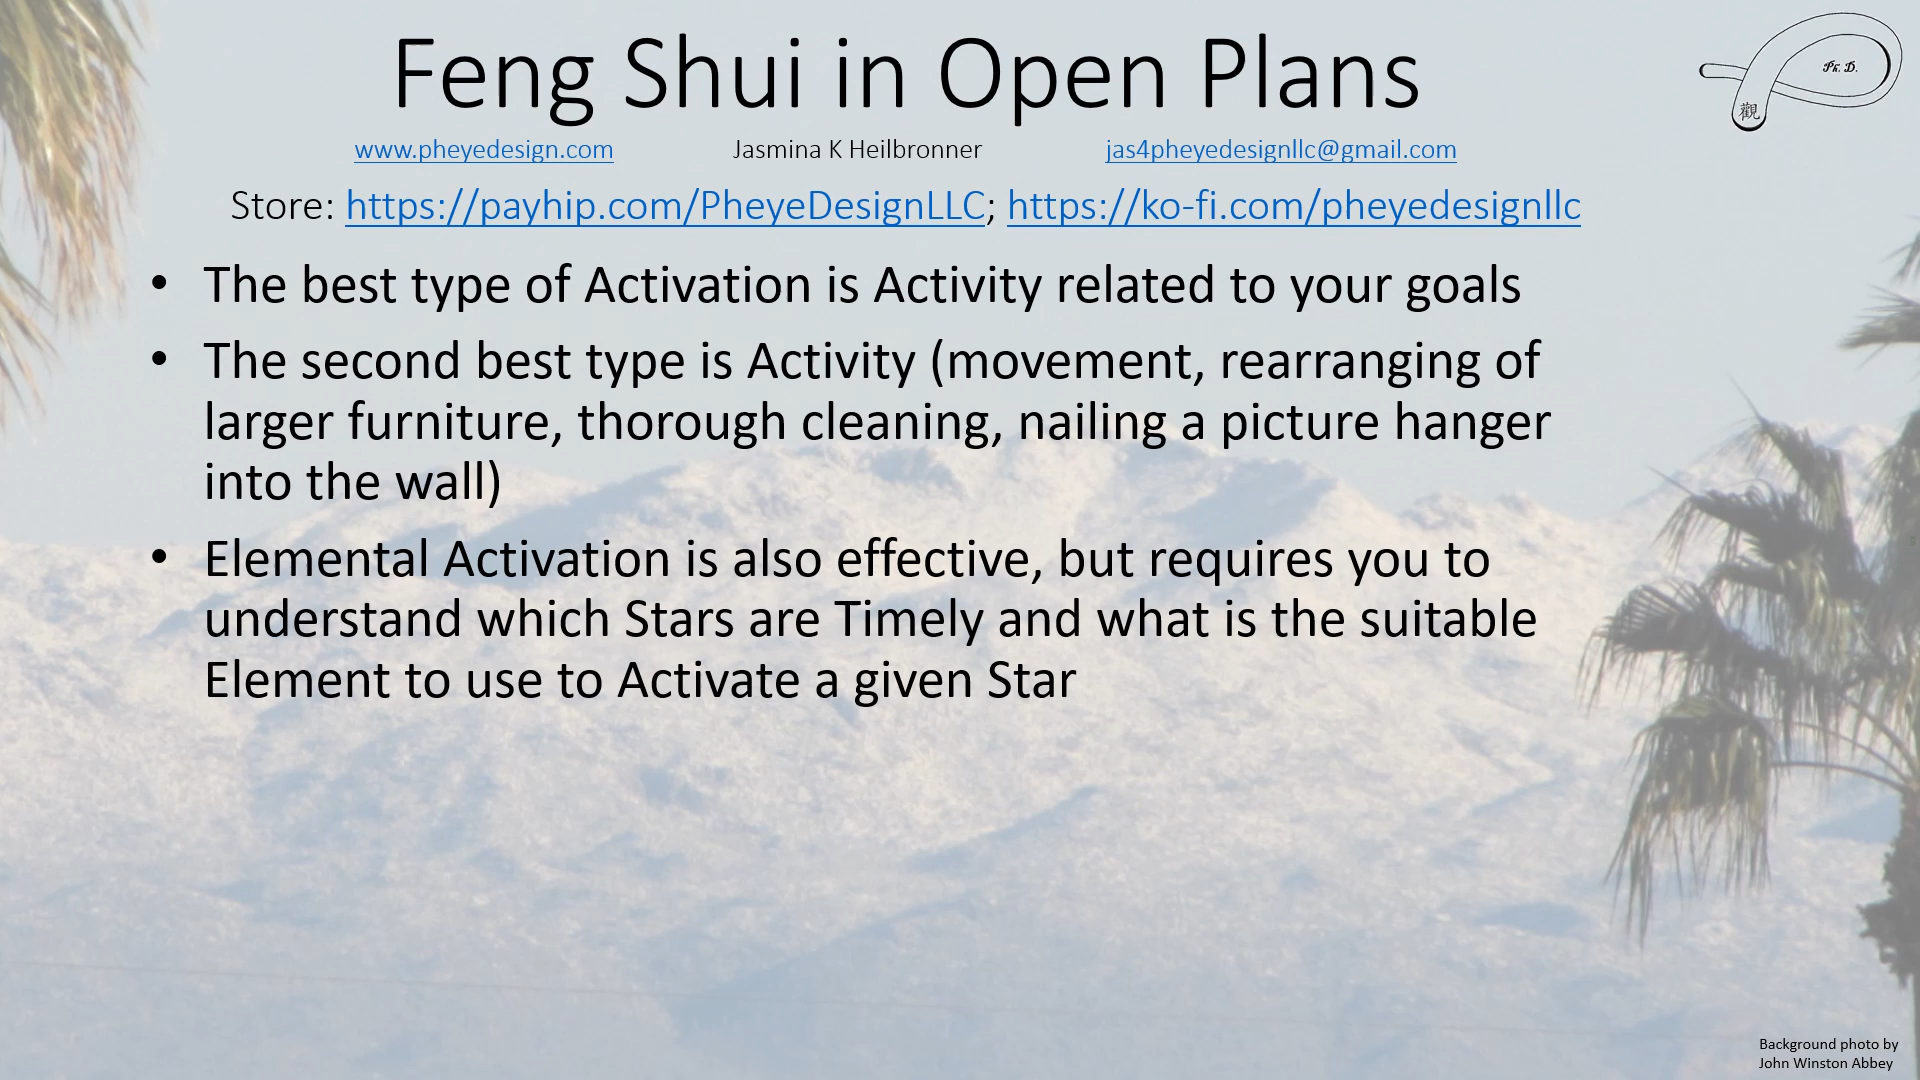 Feng Shui in Open Plans
www.pheyedesign.com Jasmina K Heilbronner jas4pheyedesignllc@gmail.com
Store: https://payhip.com/PheyeDesignLLC; https://ko-fi.com/pheyedesignllc
Ph. D.
觀
• The best type of Activation is Activity related to your goals
• The second best type is Activity (movement, rearranging of
larger furniture, thorough cleaning, nailing a picture hanger
into the wall)
• Elemental Activation is also effective, but requires you to
understand which Stars are Timely and what is the suitable
Element to use to Activate a given Star
Background photo by
John Winston Abbey